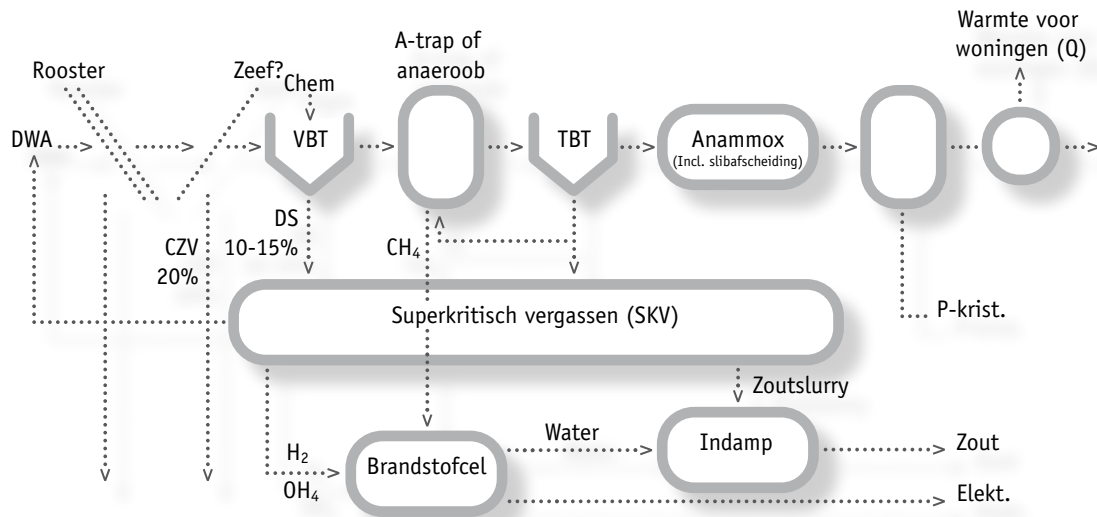 Warmte voor
woningen (Q)
A-trap of
anaeroob
Rooster
Zeef?
Chem
DWA
VBT
TBT
Anammox
(Incl. slibafscheiding)
DS
10-15%
CZV
20%
CH4
Superkritisch vergassen (SKV)
P-krist.
Zoutslurry
H2
OH4
Brandstofcel
Water
Indamp
Zout
Elekt.